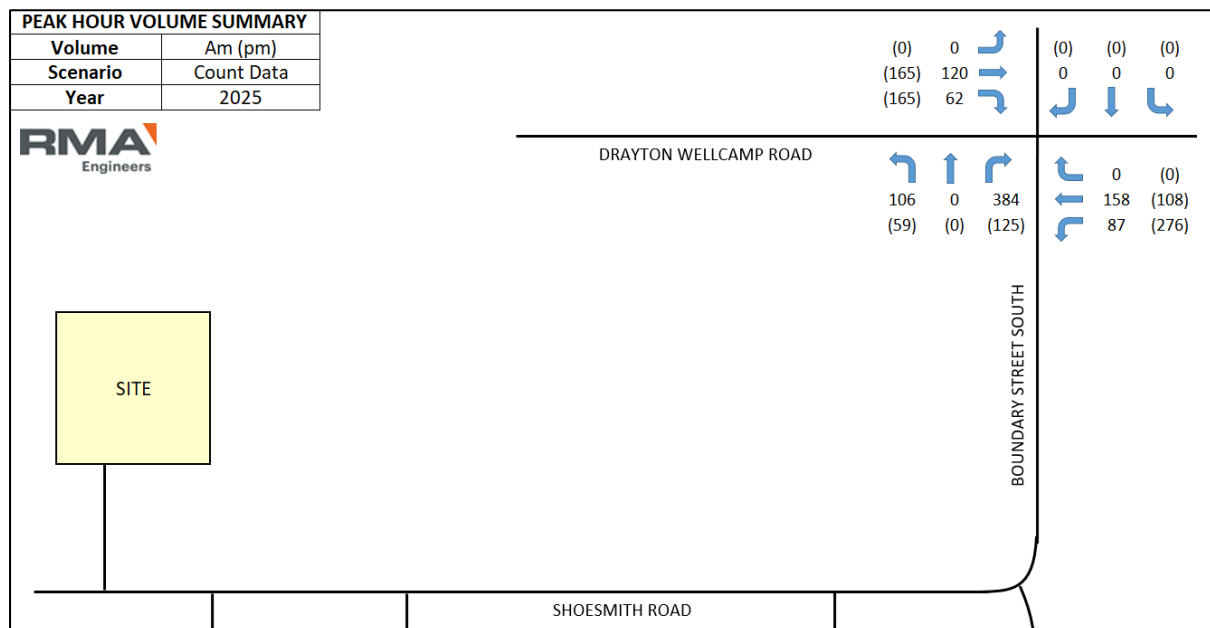 PEAK HOUR VOLUME SUMMARY
Volume Am (pm)
Scenario Count Data
Year 2025
RMA
Engineers
(0) 0
(165) 120
(165) 62
(0) (0) (0)
0 0 0
DRAYTON WELLCAMP ROAD
106 0 384
(59) (0) (125)
0 (0)
158 (108)
87 (276)
SITE
BOUNDARY STREET SOUTH
SHOESMITH ROAD